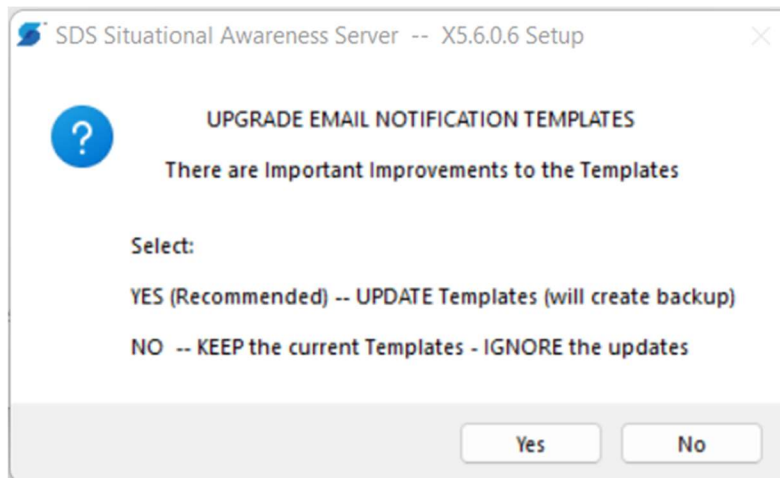 SDS Situational Awareness Server -- X5.6.0.6 Setup
?
UPGRADE EMAIL NOTIFICATION TEMPLATES
There are Important Improvements to the Templates
Select:
YES (Recommended) -- UPDATE Templates (will create backup)
NO -- KEEP the current Templates - IGNORE the updates
Yes No